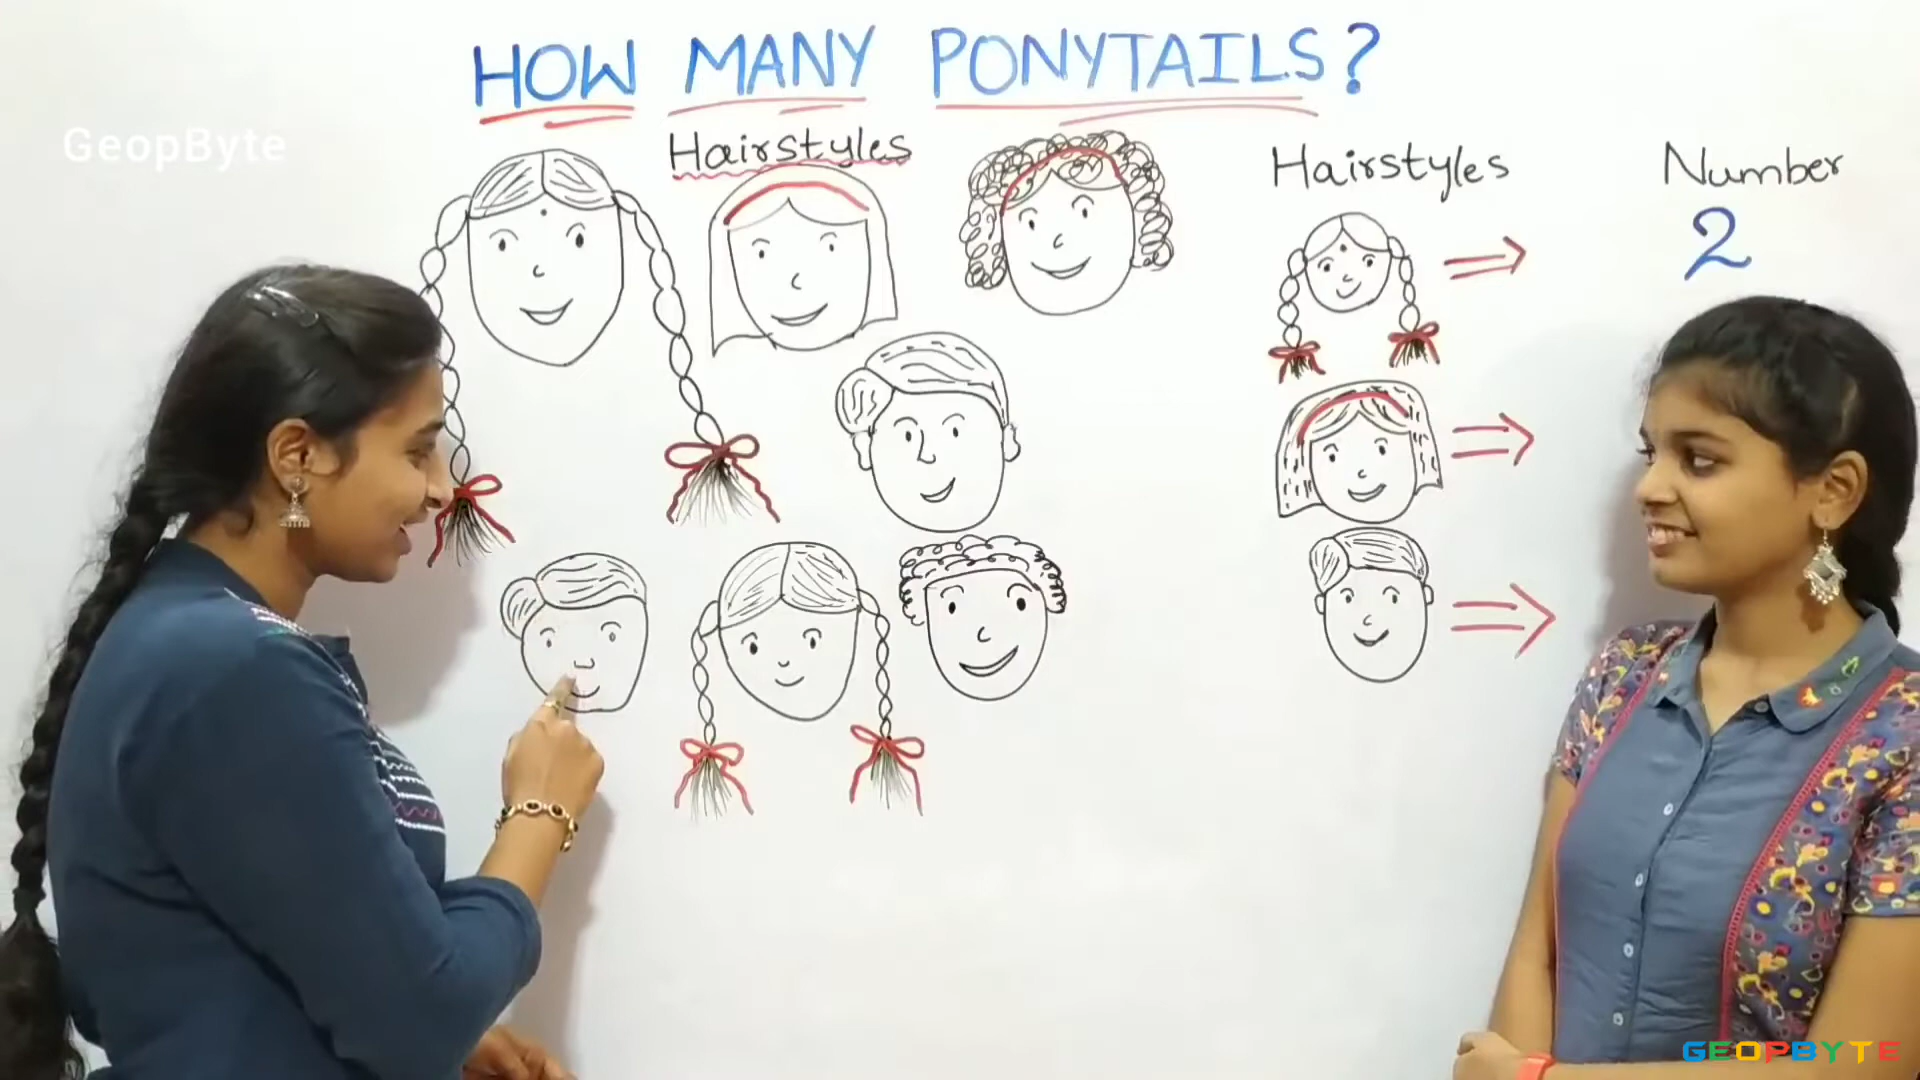 HOW MANY PONYTAILS?
GeopByte
Hairstyles
Hairstyles Number
2
GEOPBYTE